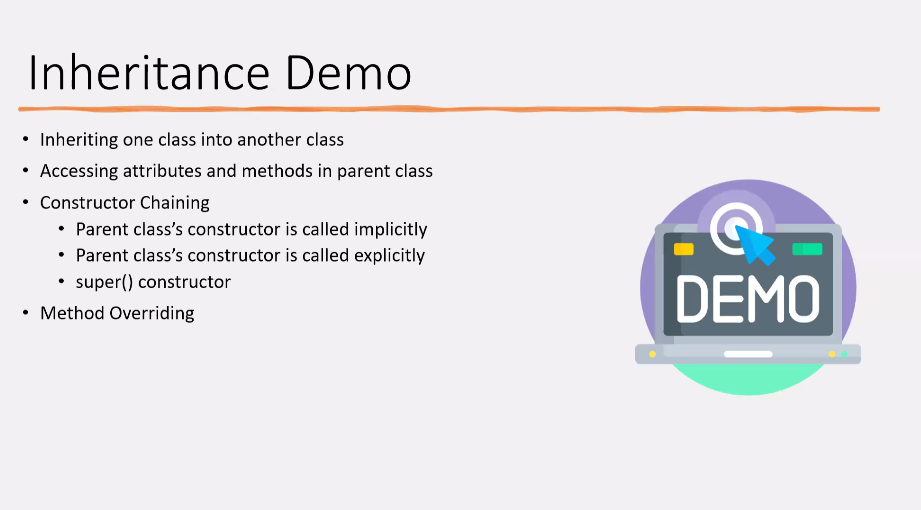 Inheritance Demo
• Inheriting one class into another class
• Accessing attributes and methods in parent class
• Constructor Chaining
• Parent class’s constructor is called implicitly
• Parent class’s constructor is called explicitly
• super() constructor
• Method Overriding
DEMO